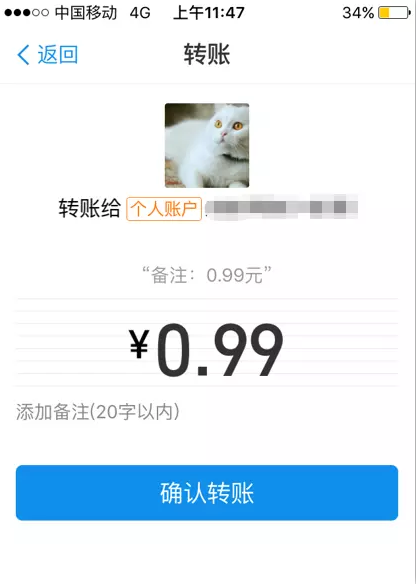 中国移动 4G 上午11:47 34%
返回 转账
转账给 个人账户
“备注：0.99元”
¥0.99
添加备注(20字以内)
确认转账